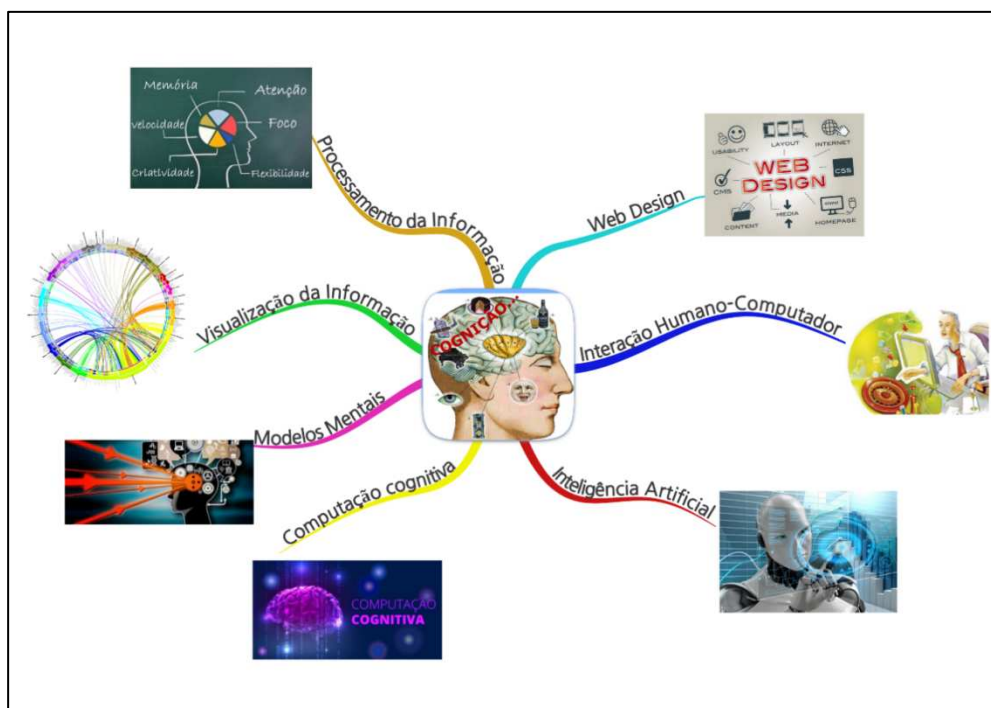 Memória
Atenção
velocidade
Foco
Criatividade
Flexibilidade
Processamento da Informação
USABILITY
LAYOUT
INTERNET
WEB
DESIGN
CMS
CSS
CONTENT
MEDIA
HOMEPAGE
Web Design
Visualização da Informação
COGNIÇÃO...
Interação Humano-Computador
Modelos Mentais
Computação cognitiva
Inteligência Artificial
COMPUTAÇÃO
COGNITIVA